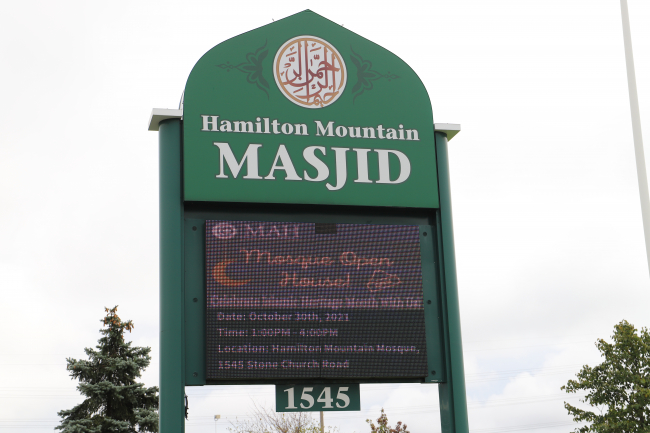 Hamilton Mountain
MASJID
MAH
Mosque Open
House!
Celebrate Islamic Heritage Month With Us!
Date: October 30th, 2021
Time: 1:00PM - 4:00PM
Location: Hamilton Mountain Mosque,
1545 Stone Church Road
1545